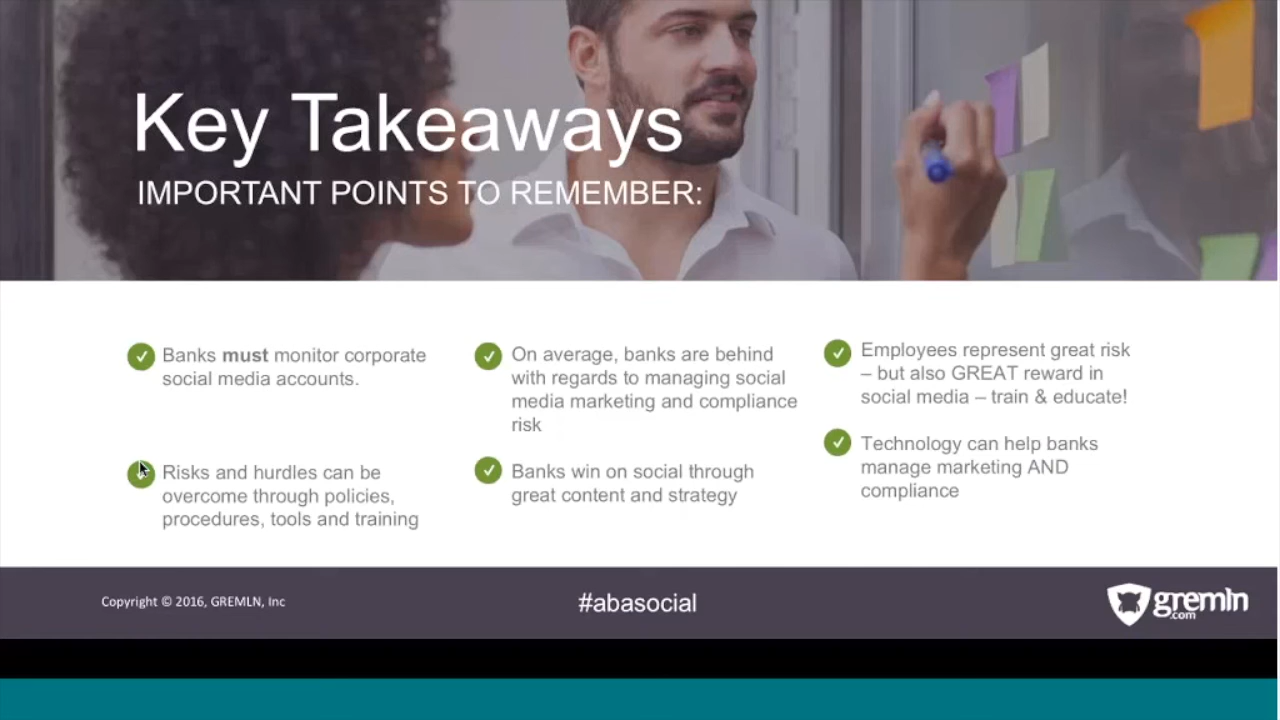 Key Takeaways
IMPORTANT POINTS TO REMEMBER:
Banks must monitor corporate
social media accounts.
Risks and hurdles can be
overcome through policies,
procedures, tools and training
On average, banks are behind
with regards to managing social
media marketing and compliance
risk
Banks win on social through
great content and strategy
Employees represent great risk
– but also GREAT reward in
social media – train & educate!
Technology can help banks
manage marketing AND
compliance
Copyright © 2016, GREMLN, Inc
#abasocial
gremln
.com